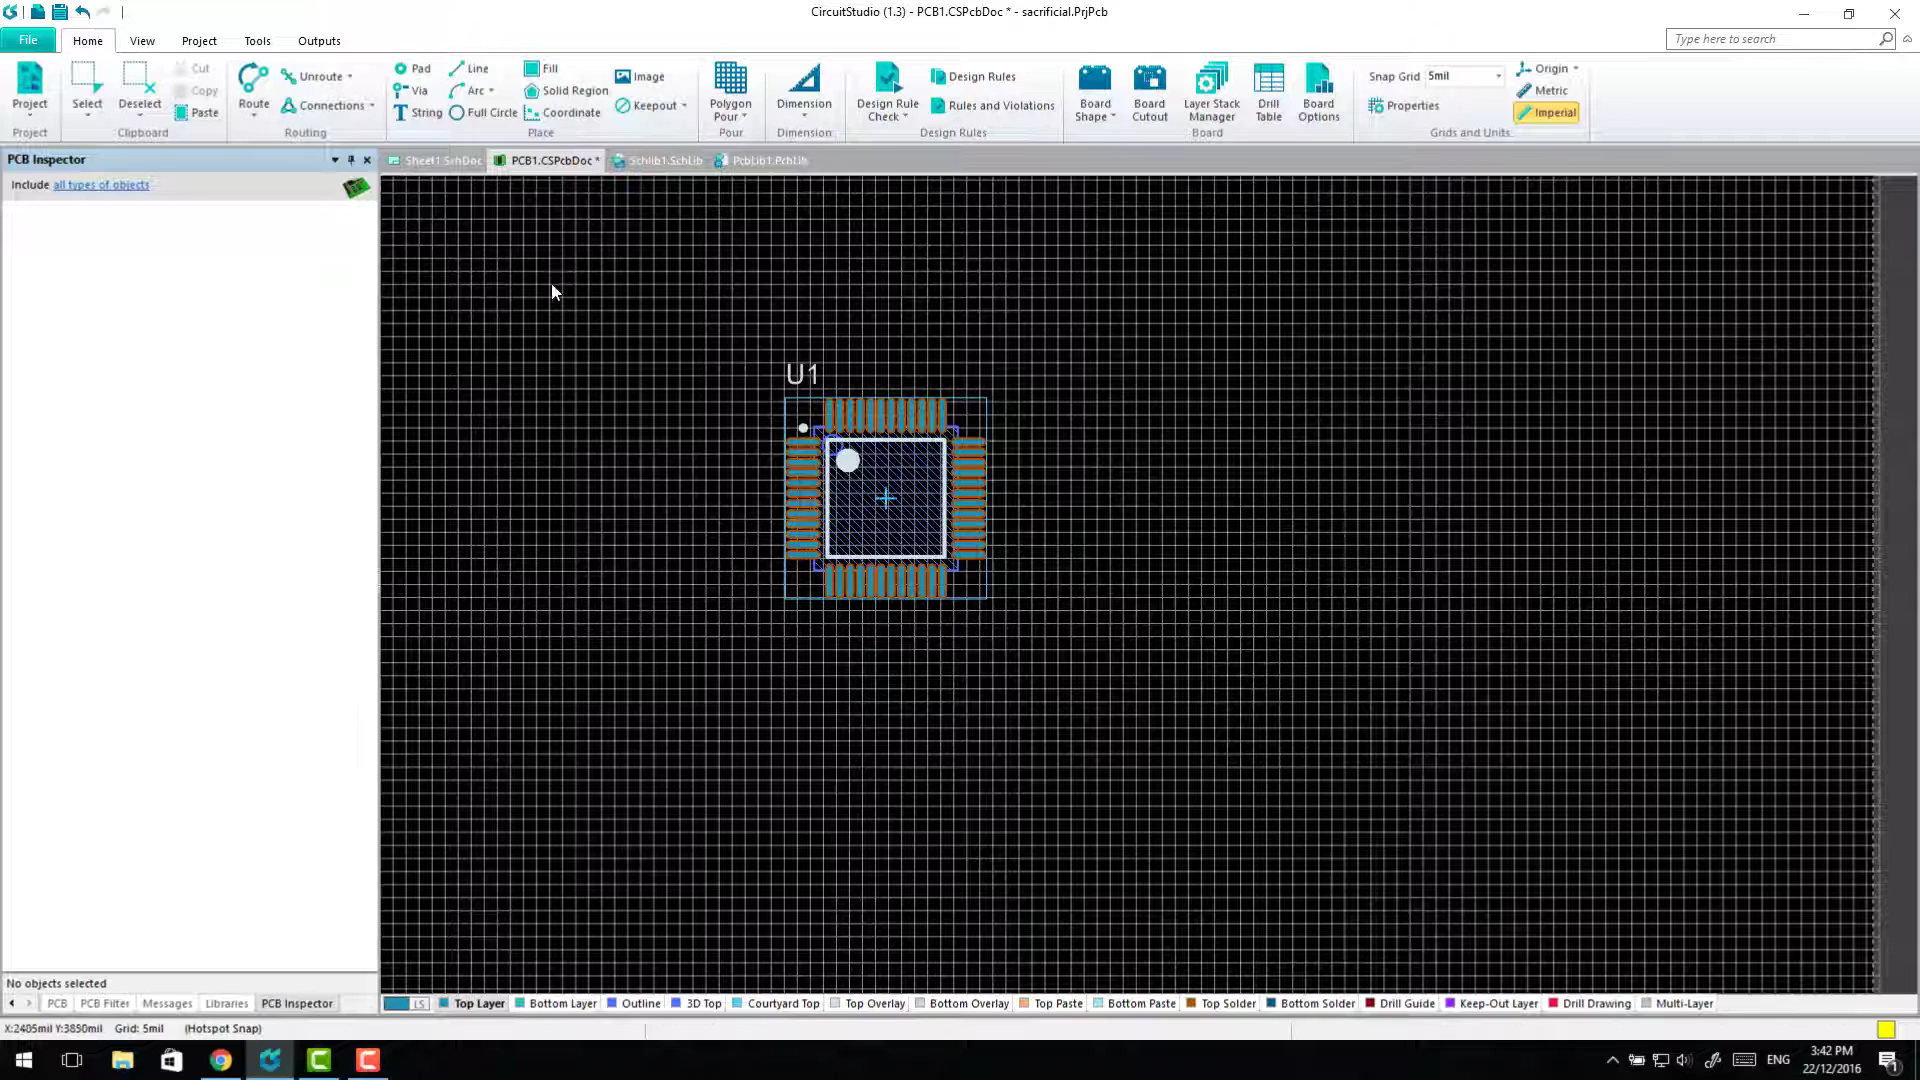 CircuitStudio (1.3) - PCB1.CSPcbDoc * - sacrificial.PrjPcb
File Home View Project Tools Outputs
Type here to search
Project
Project
Select
Deselect
Cut
Copy
Paste
Clipboard
Route
Unroute
Connections
Routing
Pad
Via
String
Line
Arc
Full Circle
Fill
Solid Region
Coordinate
Image
Keepout
Place
Polygon
Pour
Pour
Dimension
Dimension
Design Rule
Check
Design Rules
Rules and Violations
Design Rules
Board
Shape
Board
Cutout
Layer Stack
Manager
Drill
Table
Board
Options
Board
Snap Grid 5mil
Properties
Origin
Metric
Imperial
Grids and Units
PCB Inspector
Include all types of objects
Sheet1.SchDoc PCB1.CSPcbDoc * Schlib1.SchLib PcbLib1.PcbLib
U1
No objects selected
PCB PCB Filter Messages Libraries PCB Inspector
LS Top Layer Bottom Layer Outline 3D Top Courtyard Top Top Overlay Bottom Overlay Top Paste Bottom Paste Top Solder Bottom Solder Drill Guide Keep-Out Layer Drill Drawing Multi-Layer
X:2485mil Y:3850mil Grid: 5mil (Hotspot Snap)
ENG
3:42 PM
22/12/2016
1